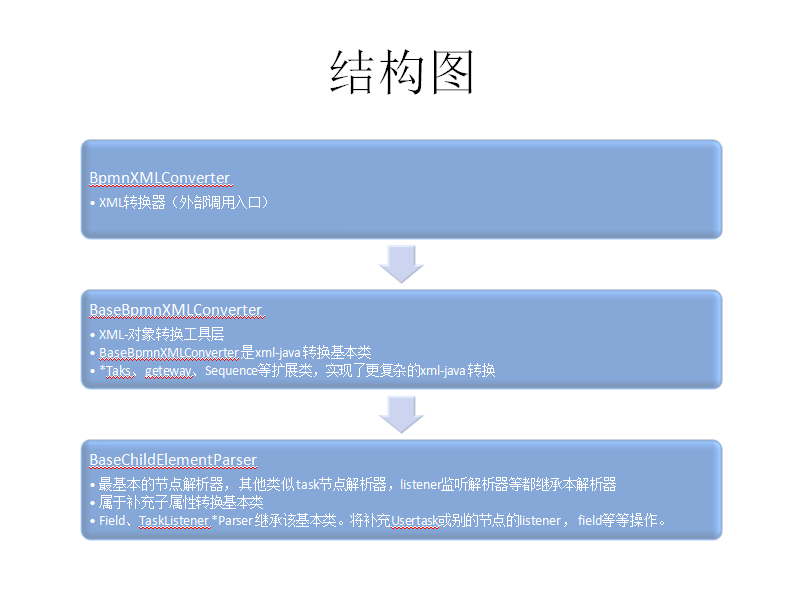 结构图
BpmnXMLConverter
• XML转换器（外部调用入口）
BaseBpmnXMLConverter
• XML-对象转换工具层
• BaseBpmnXMLConverter是xml-java转换基本类
• *Taks、geteway、Sequence等扩展类，实现了更复杂的xml-java转换
BaseChildElementParser
• 最基本的节点解析器，其他类似task节点解析器，listener监听解析器等都继承本解析器
• 属于补充子属性转换基本类
• Field、TaskListener *Parser继承该基本类。将补充Usertask或别的节点的listener，field等等操作。